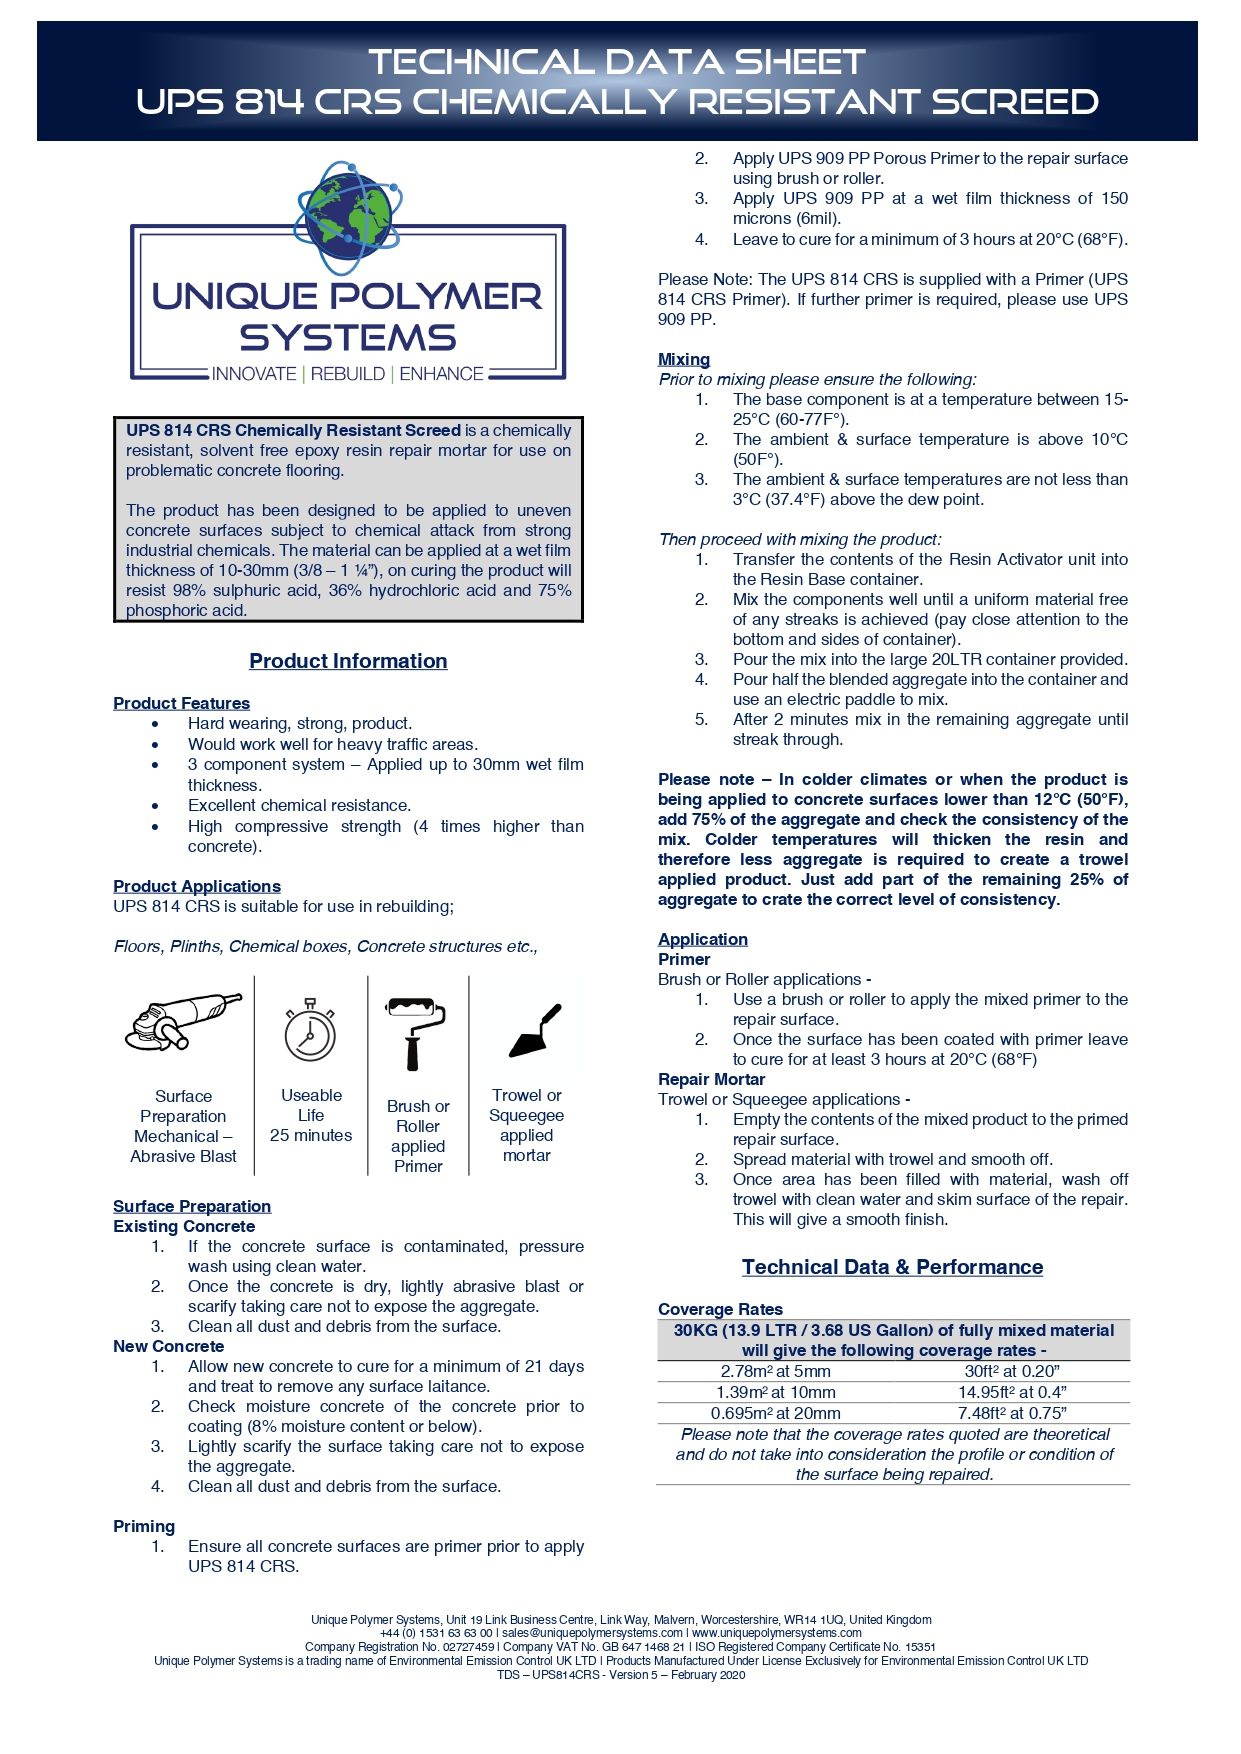 TECHNICAL DATA SHEET
UPS 814 CRS CHEMICALLY RESISTANT SCREED
UNIQUE POLYMER
SYSTEMS
INNOVATE | REBUILD | ENHANCE
UPS 814 CRS Chemically Resistant Screed is a chemically
resistant, solvent free epoxy resin repair mortar for use on
problematic concrete flooring.
The product has been designed to be applied to uneven
concrete surfaces subject to chemical attack from strong
industrial chemicals. The material can be applied at a wet film
thickness of 10-30mm (3/8 – 1 ¼”), on curing the product will
resist 98% sulphuric acid, 36% hydrochloric acid and 75%
phosphoric acid.
Product Information
Product Features
• Hard wearing, strong, product.
• Would work well for heavy traffic areas.
• 3 component system – Applied up to 30mm wet film
thickness.
• Excellent chemical resistance.
• High compressive strength (4 times higher than
concrete).
Product Applications
UPS 814 CRS is suitable for use in rebuilding;
Floors, Plinths, Chemical boxes, Concrete structures etc.,
Surface
Preparation
Mechanical –
Abrasive Blast
Useable
Life
25 minutes
Brush or
Roller
applied
Primer
Trowel or
Squeegee
applied
mortar
Surface Preparation
Existing Concrete
1. If the concrete surface is contaminated, pressure
wash using clean water.
2. Once the concrete is dry, lightly abrasive blast or
scarify taking care not to expose the aggregate.
3. Clean all dust and debris from the surface.
New Concrete
1. Allow new concrete to cure for a minimum of 21 days
and treat to remove any surface laitance.
2. Check moisture concrete of the concrete prior to
coating (8% moisture content or below).
3. Lightly scarify the surface taking care not to expose
the aggregate.
4. Clean all dust and debris from the surface.
Priming
1. Ensure all concrete surfaces are primer prior to apply
UPS 814 CRS.
2. Apply UPS 909 PP Porous Primer to the repair surface
using brush or roller.
3. Apply UPS 909 PP at a wet film thickness of 150
microns (6mil).
4. Leave to cure for a minimum of 3 hours at 20°C (68°F).
Please Note: The UPS 814 CRS is supplied with a Primer (UPS
814 CRS Primer). If further primer is required, please use UPS
909 PP.
Mixing
Prior to mixing please ensure the following:
1. The base component is at a temperature between 15-
25°C (60-77F°).
2. The ambient & surface temperature is above 10°C
(50F°).
3. The ambient & surface temperatures are not less than
3°C (37.4°F) above the dew point.
Then proceed with mixing the product:
1. Transfer the contents of the Resin Activator unit into
the Resin Base container.
2. Mix the components well until a uniform material free
of any streaks is achieved (pay close attention to the
bottom and sides of container).
3. Pour the mix into the large 20LTR container provided.
4. Pour half the blended aggregate into the container and
use an electric paddle to mix.
5. After 2 minutes mix in the remaining aggregate until
streak through.
Please note – In colder climates or when the product is
being applied to concrete surfaces lower than 12°C (50°F),
add 75% of the aggregate and check the consistency of the
mix. Colder temperatures will thicken the resin and
therefore less aggregate is required to create a trowel
applied product. Just add part of the remaining 25% of
aggregate to crate the correct level of consistency.
Application
Primer
Brush or Roller applications -
1. Use a brush or roller to apply the mixed primer to the
repair surface.
2. Once the surface has been coated with primer leave
to cure for at least 3 hours at 20°C (68°F)
Repair Mortar
Trowel or Squeegee applications -
1. Empty the contents of the mixed product to the primed
repair surface.
2. Spread material with trowel and smooth off.
3. Once area has been filled with material, wash off
trowel with clean water and skim surface of the repair.
This will give a smooth finish.
Technical Data & Performance
Coverage Rates
30KG (13.9 LTR / 3.68 US Gallon) of fully mixed material
will give the following coverage rates -
2.78m² at 5mm 30ft² at 0.20”
1.39m² at 10mm 14.95ft² at 0.4”
0.695m² at 20mm 7.48ft² at 0.75”
Please note that the coverage rates quoted are theoretical
and do not take into consideration the profile or condition of
the surface being repaired.
Unique Polymer Systems, Unit 19 Link Business Centre, Link Way, Malvern, Worcestershire, WR14 1UQ, United Kingdom
+44 (0) 1531 63 63 00 | sales@uniquepolymersystems.com | www.uniquepolymersystems.com
Company Registration No. 02727459 | Company VAT No. GB 647 1468 21 | ISO Registered Company Certificate No. 15351
Unique Polymer Systems is a trading name of Environmental Emission Control UK LTD | Products Manufactured Under License Exclusively for Environmental Emission Control UK LTD
TDS – UPS814CRS - Version 5 – February 2020